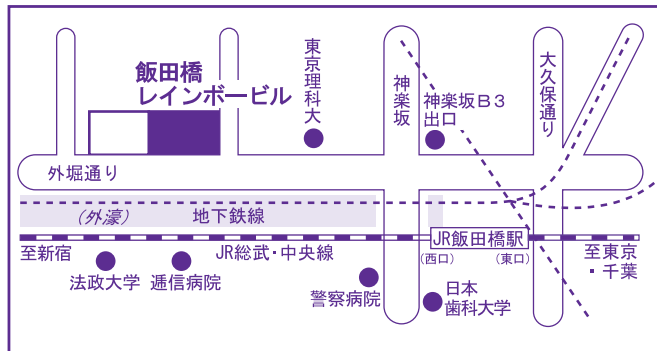 飯田橋
レインボービル
東京理科大
神楽坂
神楽坂B3
出口
大久保通り
外堀通り
(外濠)
地下鉄線
JR飯田橋駅
(西口)
(東口)
至新宿
JR総武・中央線
至東京
・千葉
法政大学
逓信病院
警察病院
日本
歯科大学